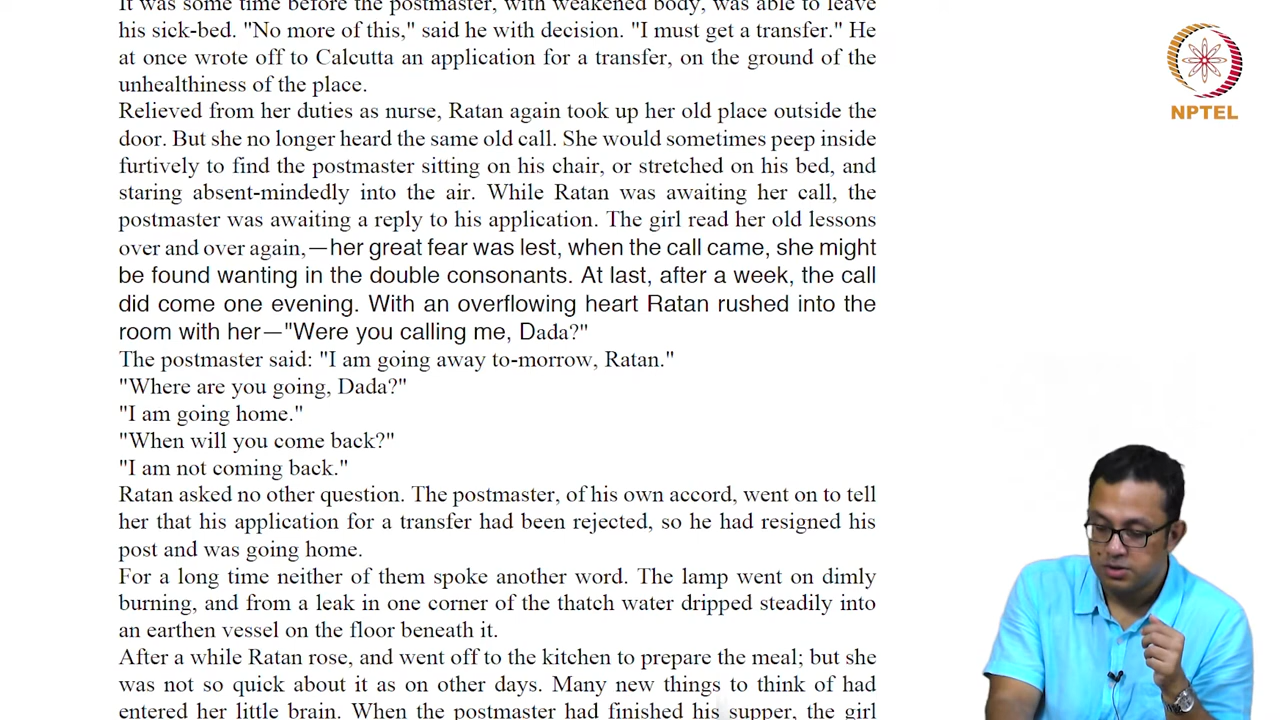 It was some time before the postmaster, with weakened body, was able to leave
his sick-bed. "No more of this," said he with decision. "I must get a transfer." He
at once wrote off to Calcutta an application for a transfer, on the ground of the
unhealthiness of the place.
Relieved from her duties as nurse, Ratan again took up her old place outside the
door. But she no longer heard the same old call. She would sometimes peep inside
furtively to find the postmaster sitting on his chair, or stretched on his bed, and
staring absent-mindedly into the air. While Ratan was awaiting her call, the
postmaster was awaiting a reply to his application. The girl read her old lessons
over and over again,—her great fear was lest, when the call came, she might
be found wanting in the double consonants. At last, after a week, the call
did come one evening. With an overflowing heart Ratan rushed into the
room with her—"Were you calling me, Dada?"
The postmaster said: "I am going away to-morrow, Ratan."
"Where are you going, Dada?"
"I am going home."
"When will you come back?"
"I am not coming back."
Ratan asked no other question. The postmaster, of his own accord, went on to tell
her that his application for a transfer had been rejected, so he had resigned his
post and was going home.
For a long time neither of them spoke another word. The lamp went on dimly
burning, and from a leak in one corner of the thatch water dripped steadily into
an earthen vessel on the floor beneath it.
After a while Ratan rose, and went off to the kitchen to prepare the meal; but she
was not so quick about it as on other days. Many new things to think of had
entered her little brain. When the postmaster had finished his supper, the girl
NPTEL